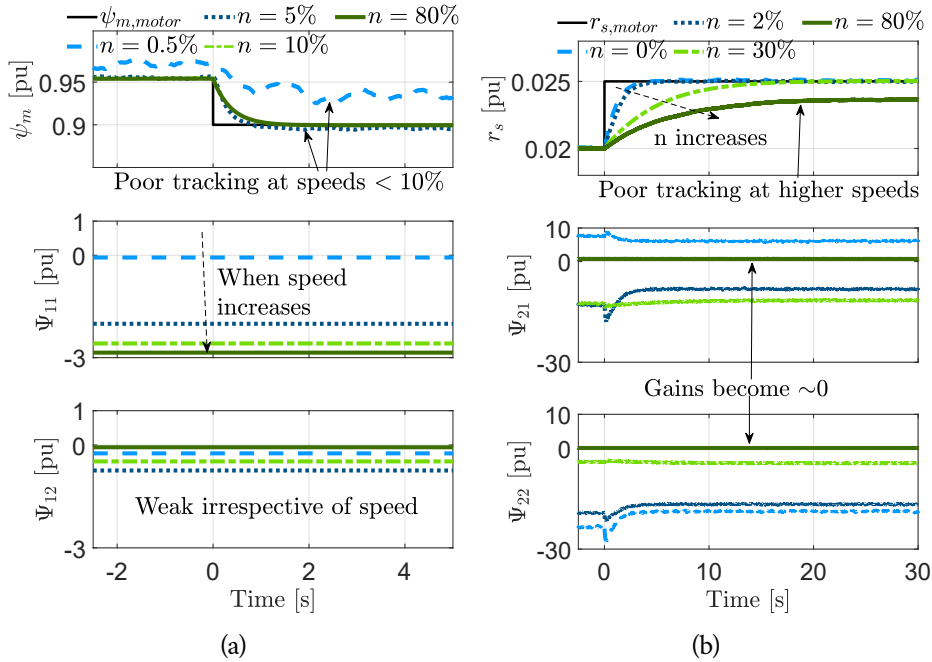 ψm,motor n = 5% n = 80%
n = 0.5% n = 10%
ψm [pu]
0.95
0.9
Poor tracking at speeds < 10%
Ψ11 [pu]
1
0
-3
When speed
increases
Ψ12 [pu]
1
0
-3
Weak irrespective of speed
-2 0 2 4
Time [s]
(a)
rs,motor n = 2% n = 80%
n = 0% n = 30%
rs [pu]
0.025
0.02
n increases
Poor tracking at higher speeds
Ψ21 [pu]
10
0
-30
Gains become ∼0
Ψ22 [pu]
10
0
-30
0 10 20 30
Time [s]
(b)